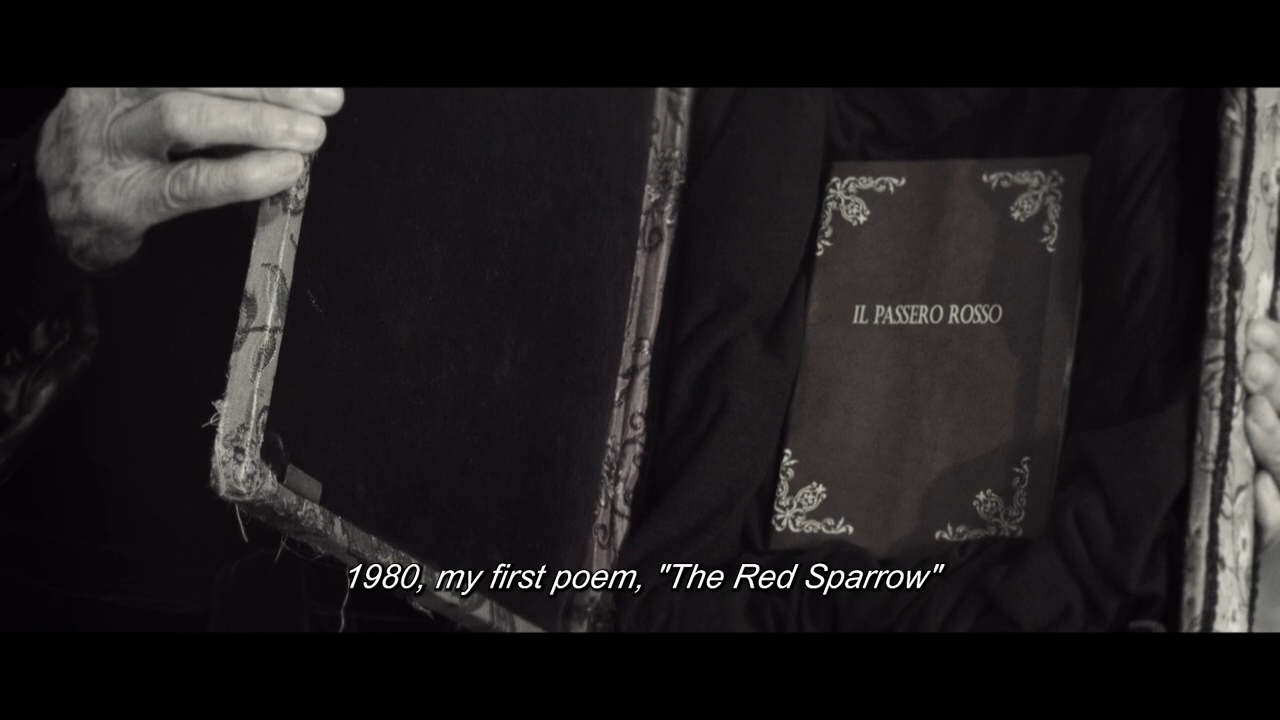 IL PASSERO ROSSO
1980, my first poem, "The Red Sparrow"